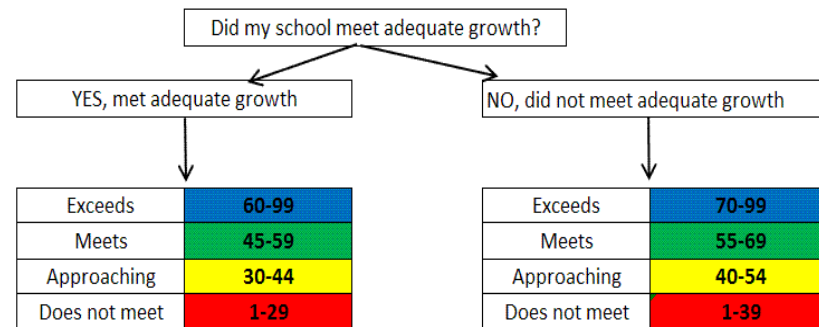 Did my school meet adequate growth?
YES, met adequate growth
NO, did not meet adequate growth
Exceeds 60-99
Meets 45-59
Approaching 30-44
Does not meet 1-29
Exceeds 70-99
Meets 55-69
Approaching 40-54
Does not meet 1-39